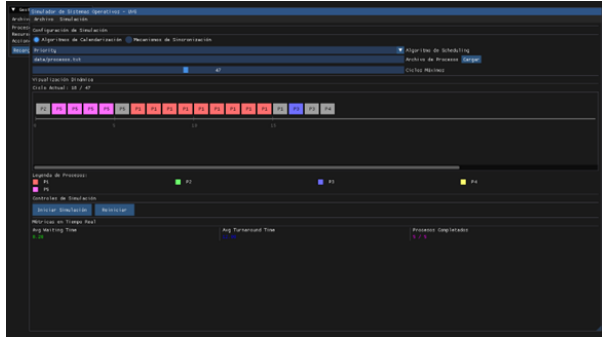 Simulador de Sistemas Operativos - GUI
Archivo Simulación
Configuración de Simulación
Algoritmos de Calendarización Mecanismos de Sincronización
Priority Algoritmo de Scheduling
data/procesos.txt Archivo de Procesos Cargar
47 Ciclos Máximos
Visualización Dinámica
Ciclo Actual: 18 / 47
P2 P5 P5 P5 P5 P5 P1 P1 P1 P1 P1 P1 P1 P1 P1 P1 P3 P3 P4
0 5 10 15
Leyenda de Procesos:
P1 P2 P3 P4
P5
Controles de Simulación
Iniciar Simulación Reiniciar
Métricas en Tiempo Real
Avg Waiting Time Avg Turnaround Time Procesos Completados
5 / 5